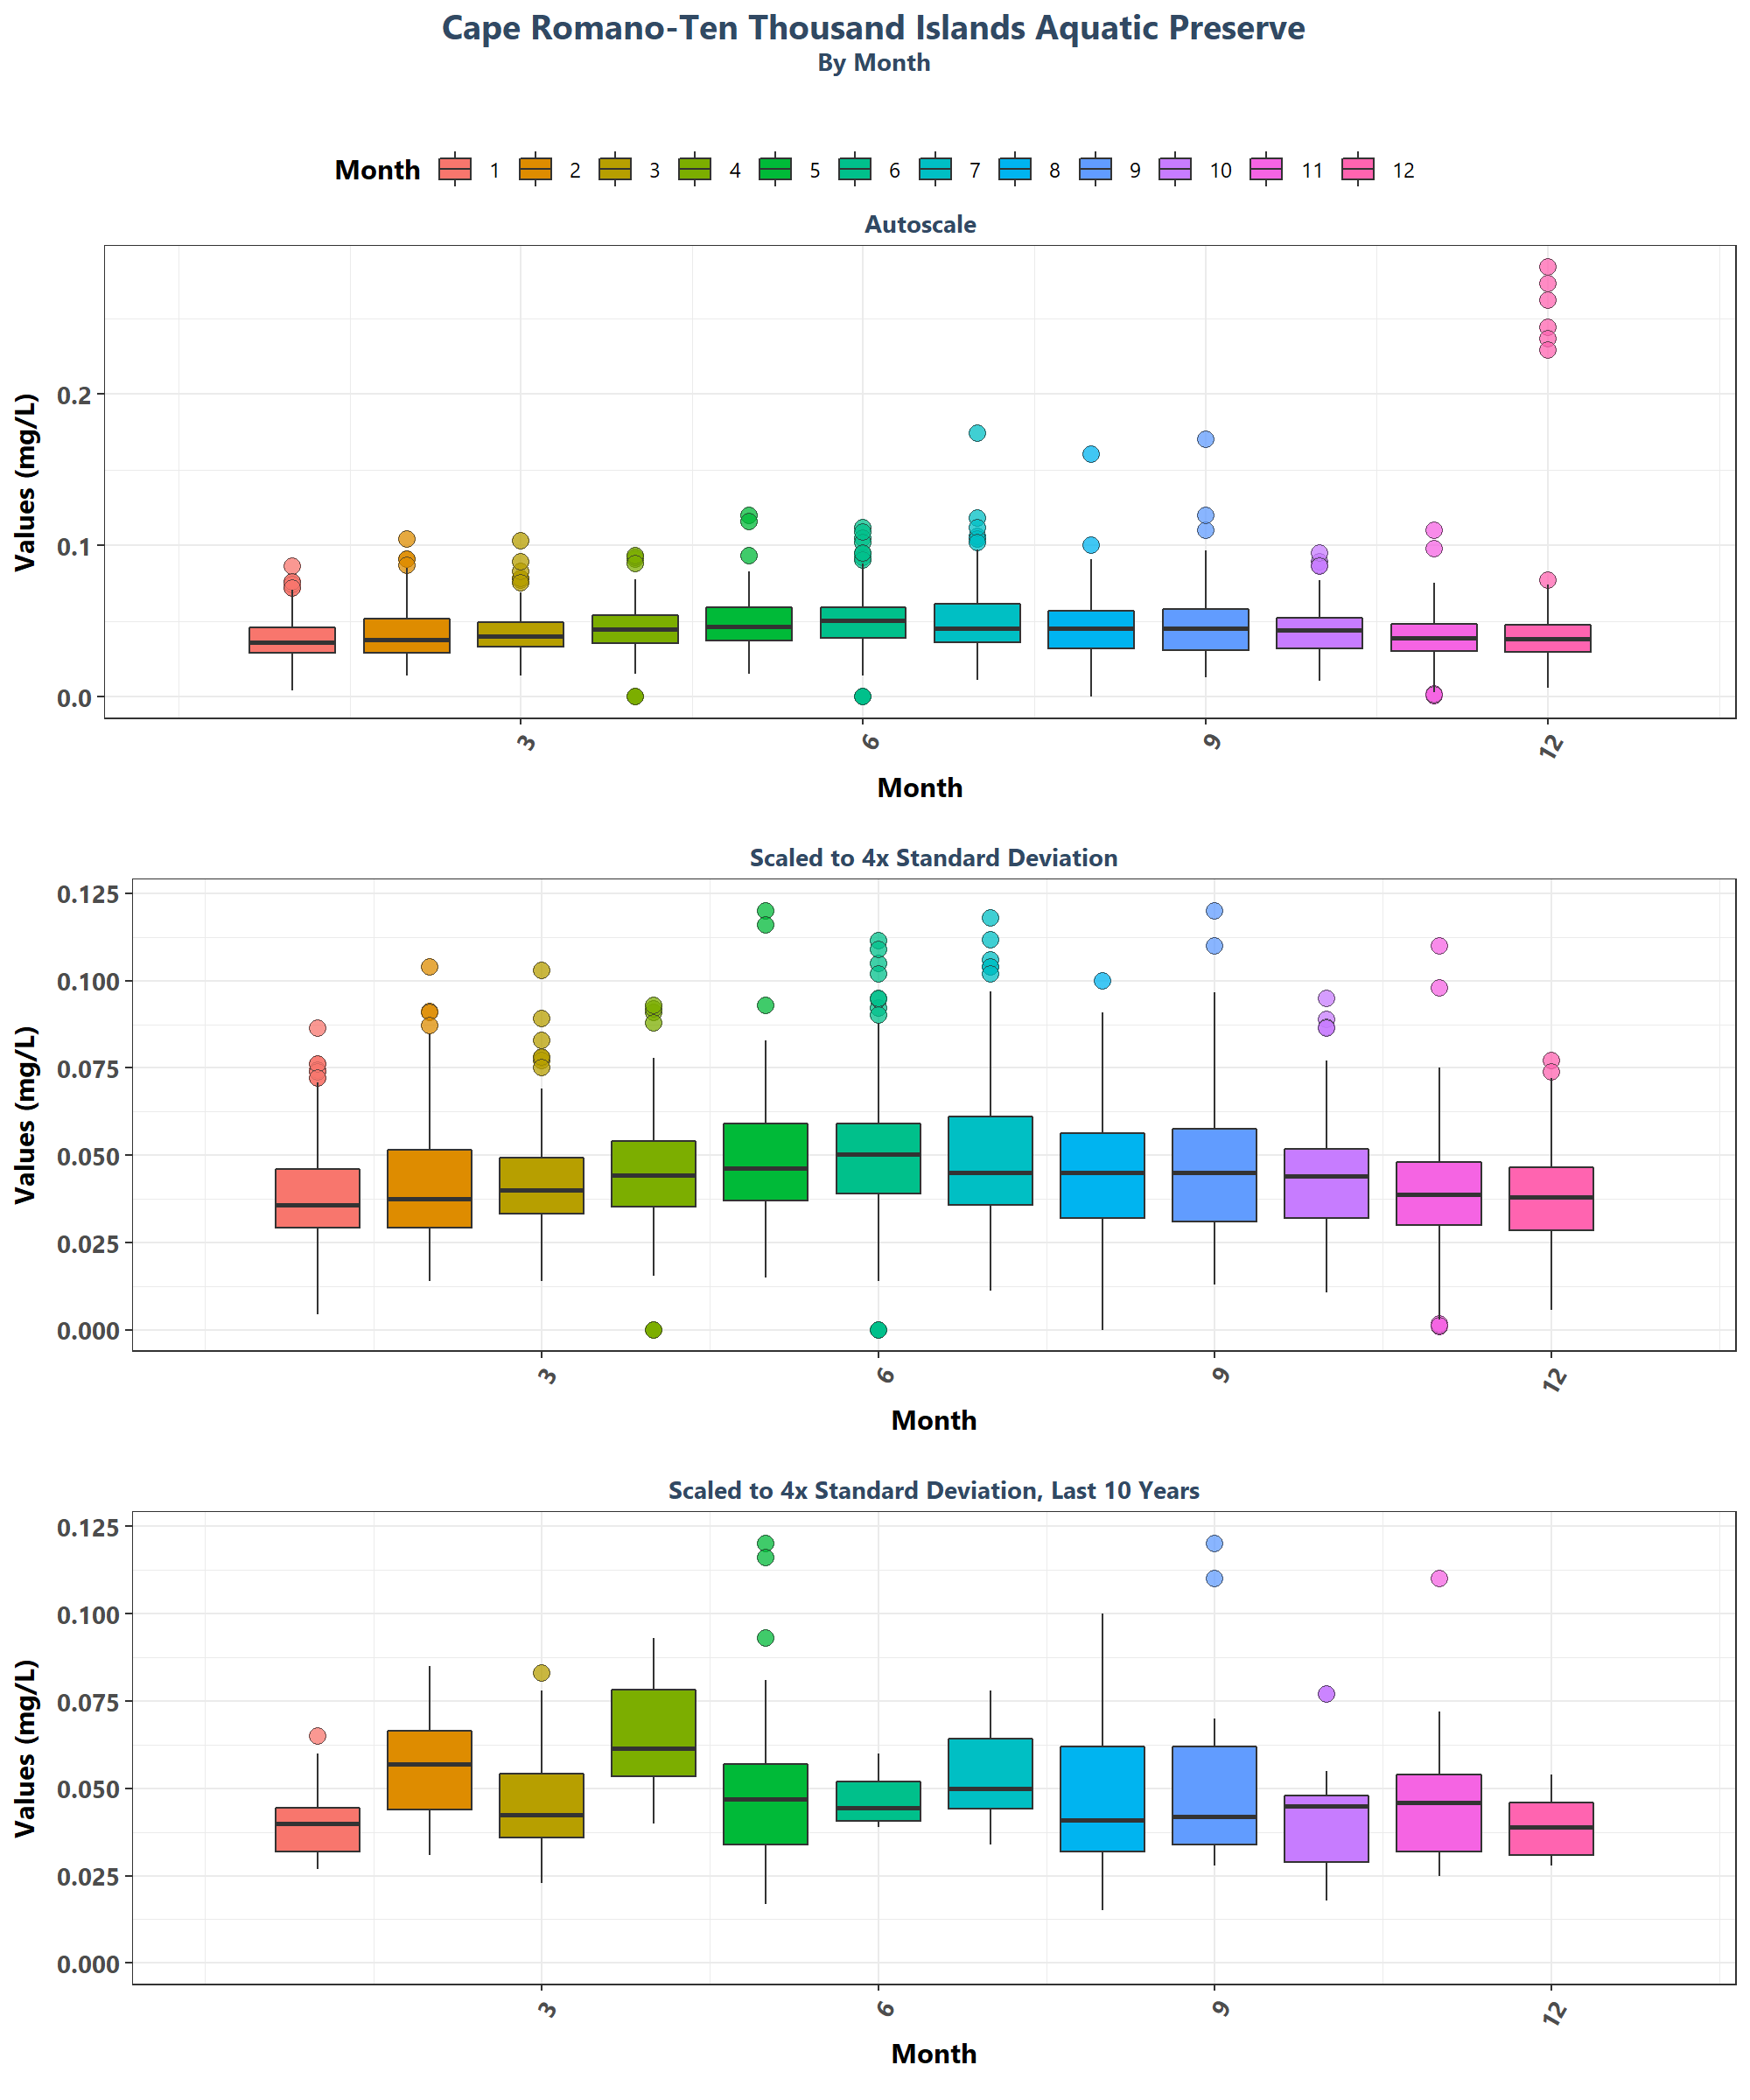 Cape Romano-Ten Thousand Islands Aquatic Preserve
By Month
Month 1 2 3 4 5 6 7 8 9 10 11 12
Autoscale
Values (mg/L)
0.2
0.1
0.0
3 6 9 12
Month
Scaled to 4x Standard Deviation
Values (mg/L)
0.125
0.100
0.075
0.050
0.025
0.000
3 6 9 12
Month
Scaled to 4x Standard Deviation, Last 10 Years
Values (mg/L)
0.125
0.100
0.075
0.050
0.025
0.000
3 6 9 12
Month